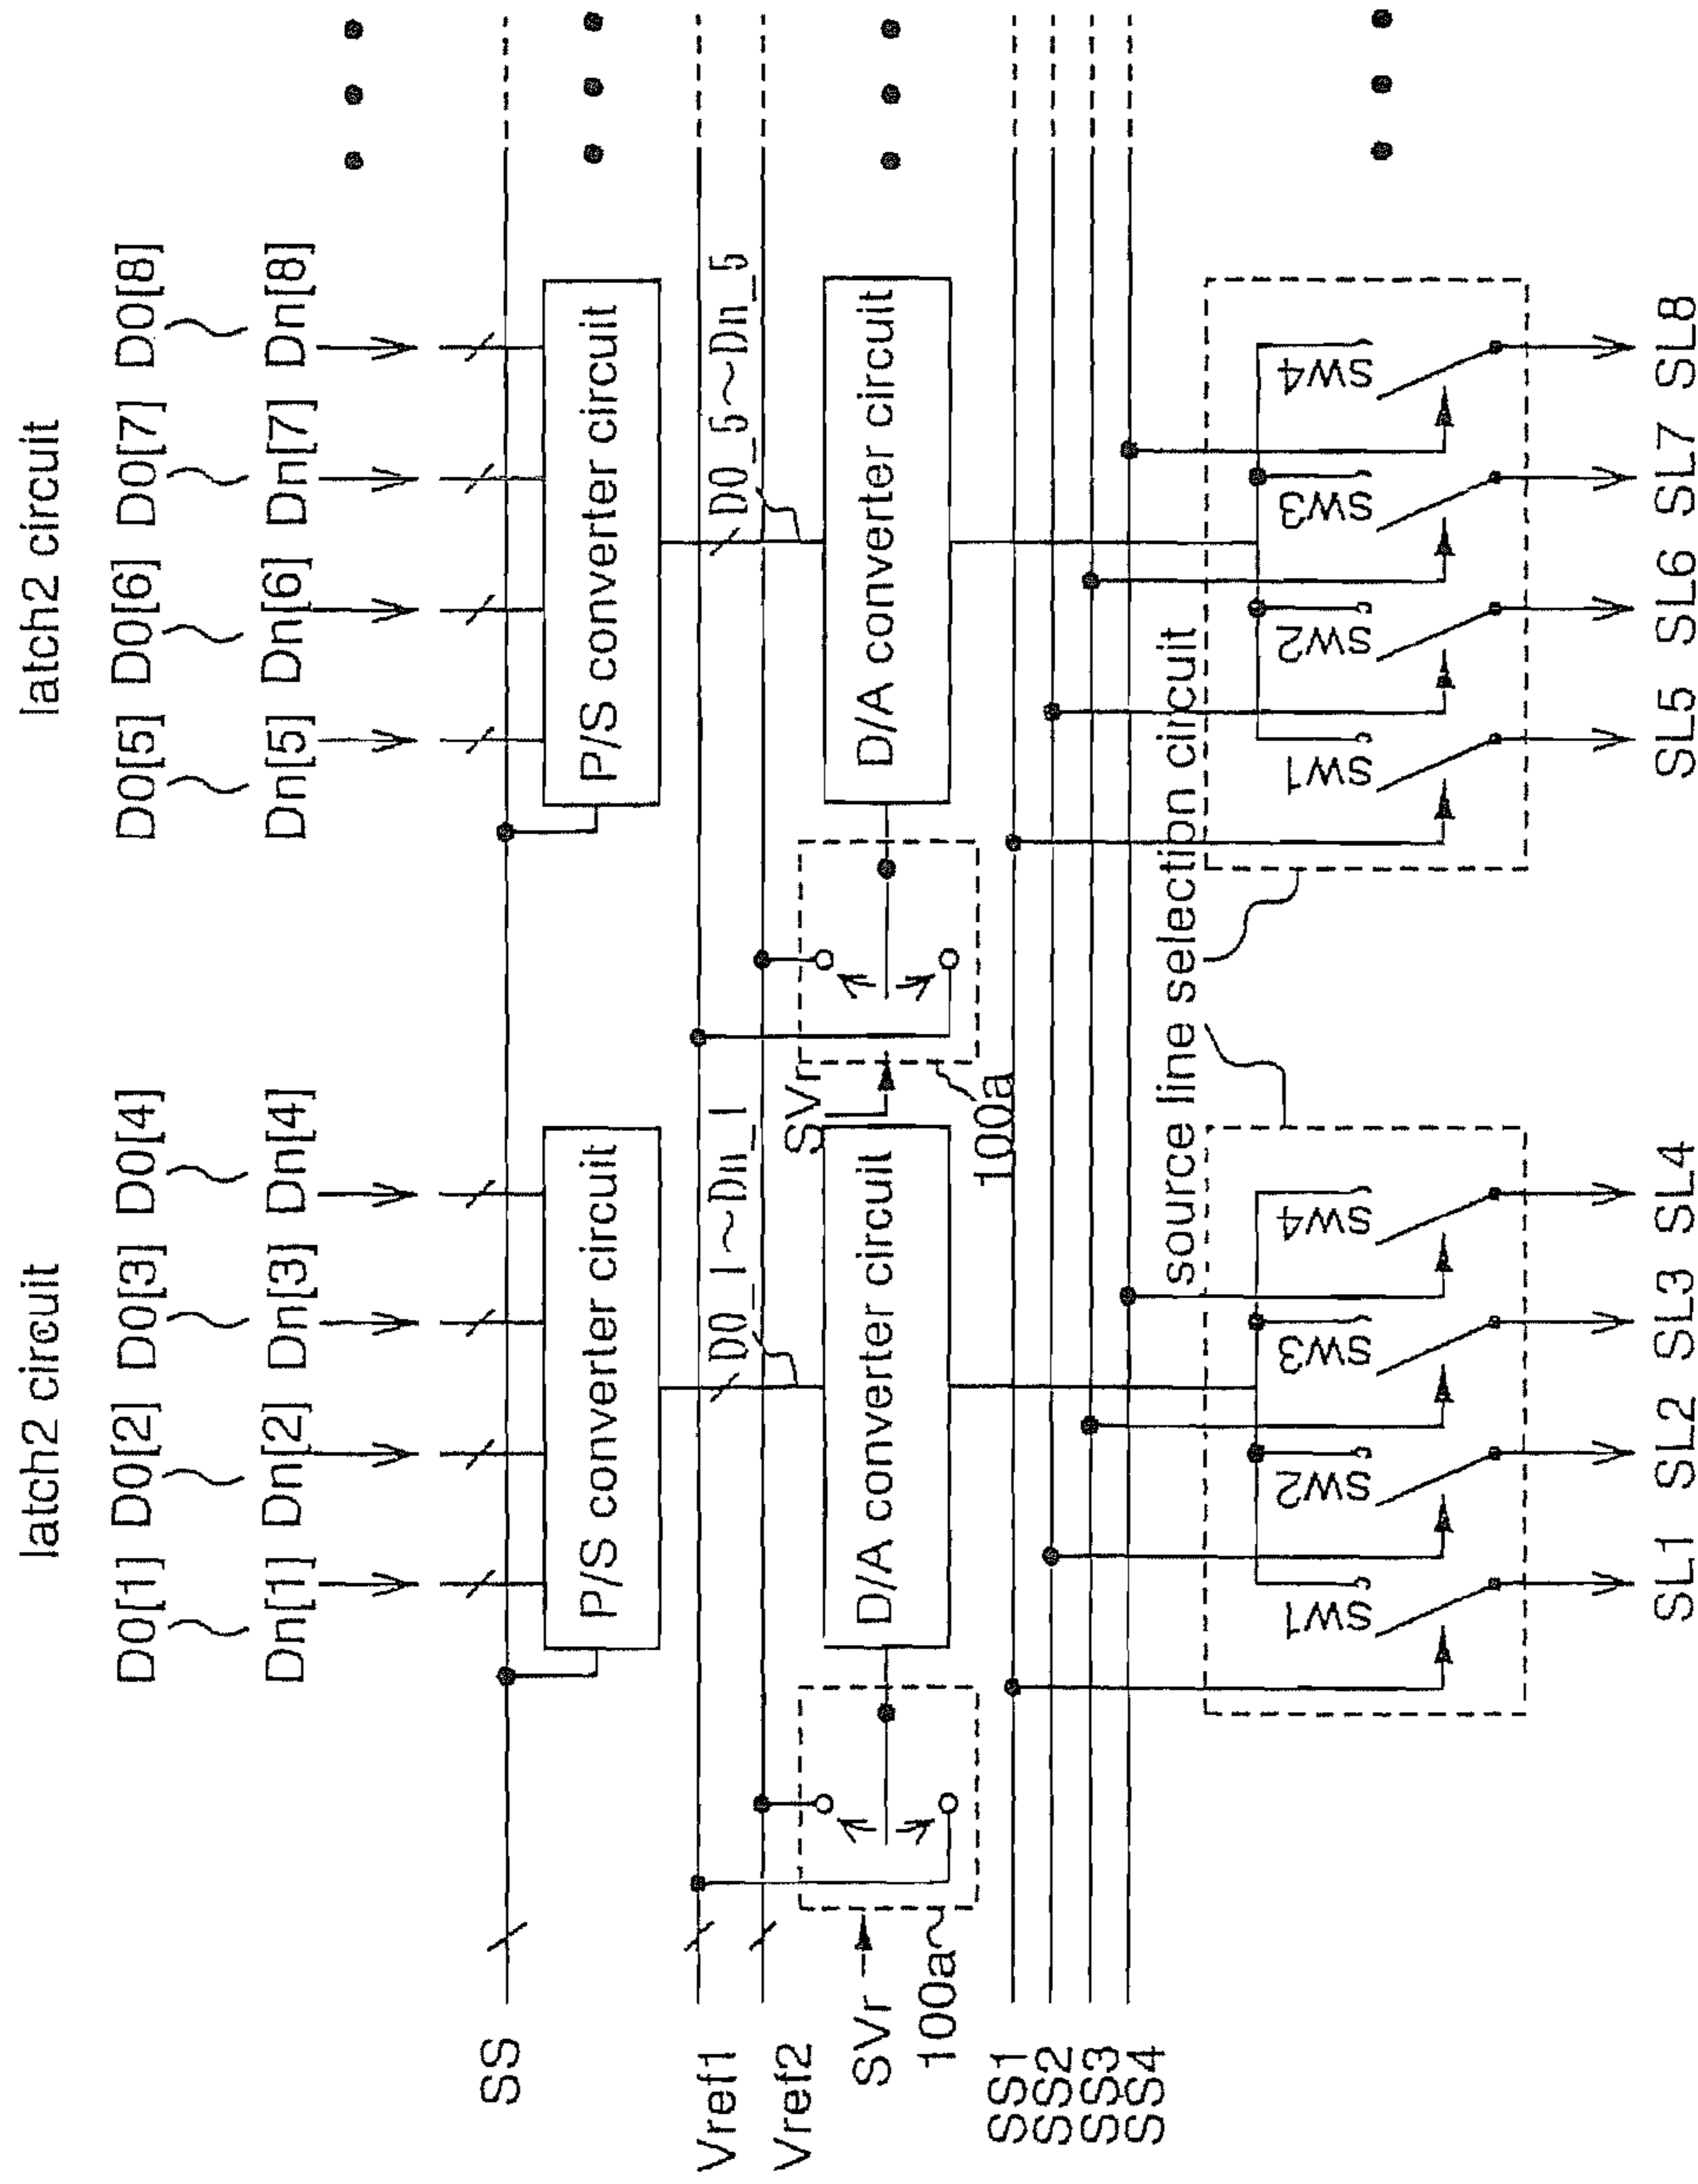 latch2 circuit
latch2 circuit
D0[1] D0[2] D0[3] D0[4]
D0[5] D0[6] D0[7] D0[8]
Dn[1] Dn[2] Dn[3] Dn[4]
Dn[5] Dn[6] Dn[7] Dn[8]
SS
P/S converter circuit
P/S converter circuit
Vref1
D0_1~Dn_1
D0_5~Dn_5
Vref2
SVr
D/A converter circuit
SVr
D/A converter circuit
100a
100a
SS1
SS2
SS3
SS4
source line selection circuit
SW1 SW2 SW3 SW4
SW1 SW2 SW3 SW4
SL1 SL2 SL3 SL4
SL5 SL6 SL7 SL8